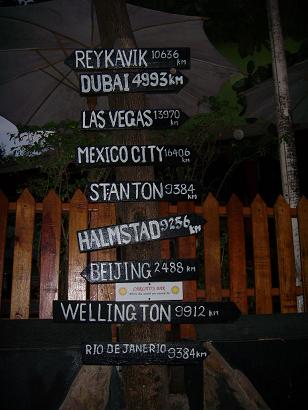 REYKAVIK 10636 KM
DUBAI 4993 KM
LAS VEGAS 13970 KM
MEXICO CITY 16406 KM
STANTON 9384 KM
HALMSTAD 9256 KM
BEIJING 2488 KM
WELLINGTON 9912 KM
RIO DE JANERIO 9384 KM